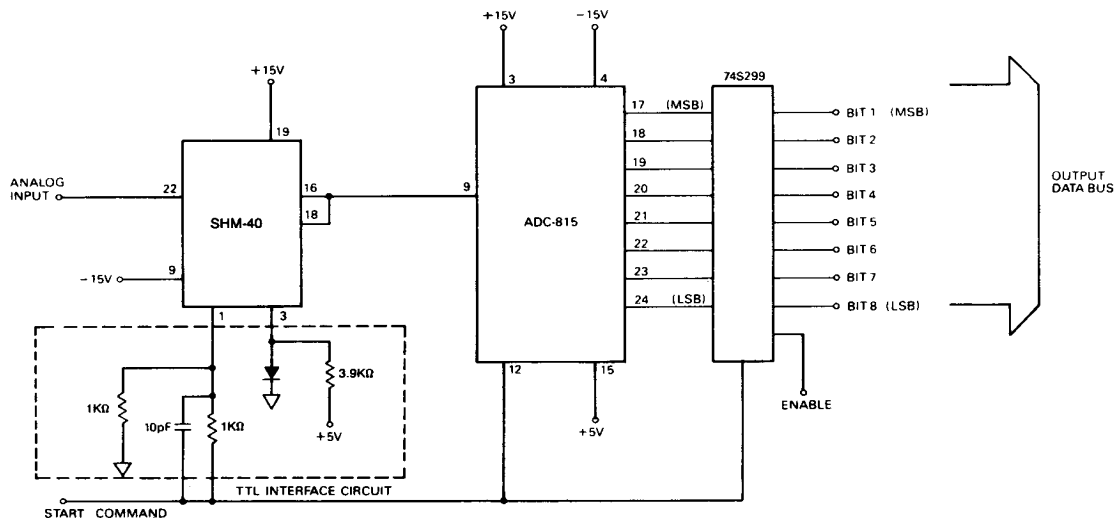 +15V
-15V
+15V
3
4
74S299
17 (MSB)
BIT 1 (MSB)
18
BIT 2
19
19
BIT 3
ANALOG
INPUT
22
16
9
20
BIT 4
OUTPUT
DATA BUS
18
SHM-40
ADC-815
21
BIT 5
22
BIT 6
-15V
9
23
BIT 7
24 (LSB)
BIT 8 (LSB)
1
3
12
15
3.9KΩ
1KΩ
10pF
1KΩ
+5V
+5V
ENABLE
TTL INTERFACE CIRCUIT
START COMMAND